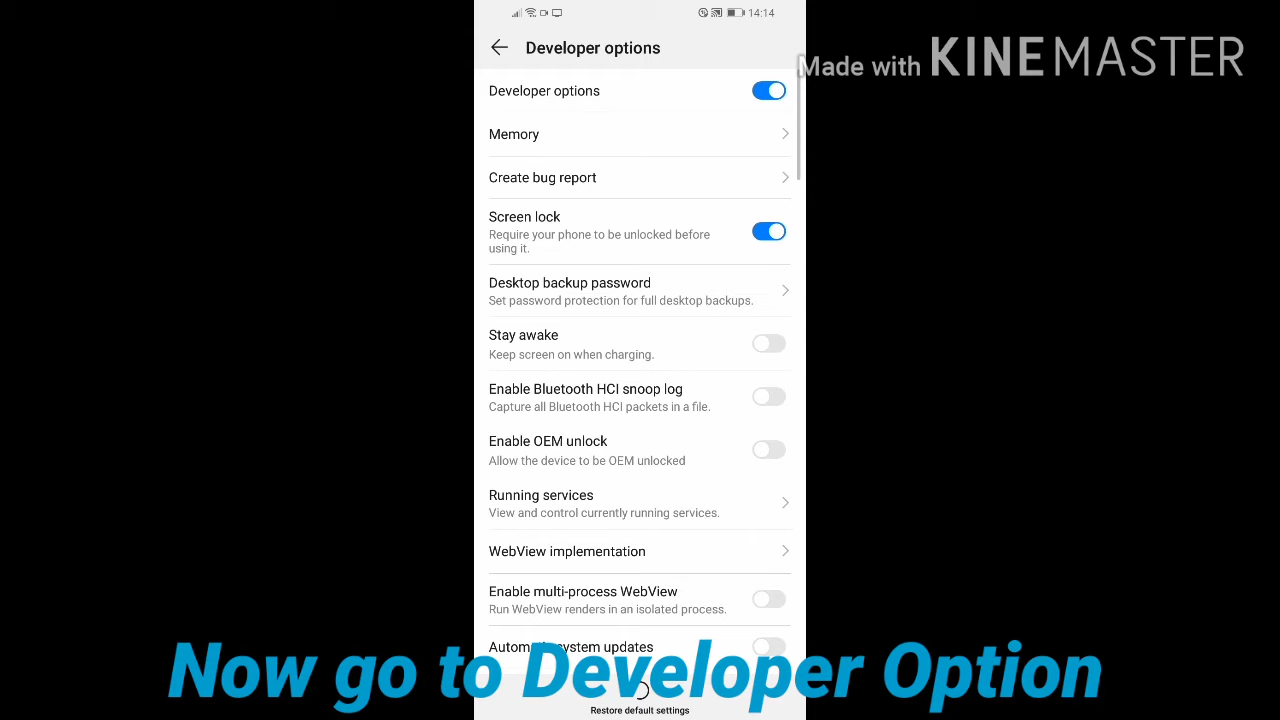 14:14
Developer options
Made with KINEMASTER
Developer options
Memory
Create bug report
Screen lock
Require your phone to be unlocked before
using it.
Desktop backup password
Set password protection for full desktop backups.
Stay awake
Keep screen on when charging.
Enable Bluetooth HCI snoop log
Capture all Bluetooth HCI packets in a file.
Enable OEM unlock
Allow the device to be OEM unlocked
Running services
View and control currently running services.
WebView implementation
Enable multi-process WebView
Run WebView renders in an isolated process.
Automatic system updates
Now go to Developer Option
Restore default settings